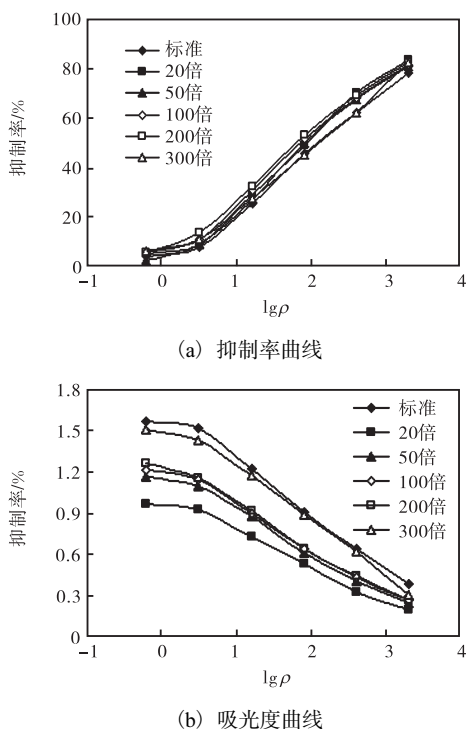 100
80
60
40
20
0
抑制率/%
标准
20倍
50倍
100倍
200倍
300倍
−1 0 1 2 3 4
lgρ
(a) 抑制率曲线
1.8
1.5
1.2
0.9
0.6
0.3
0
抑制率/%
标准
20倍
50倍
100倍
200倍
300倍
−1 0 1 2 3 4
lgρ
(b) 吸光度曲线